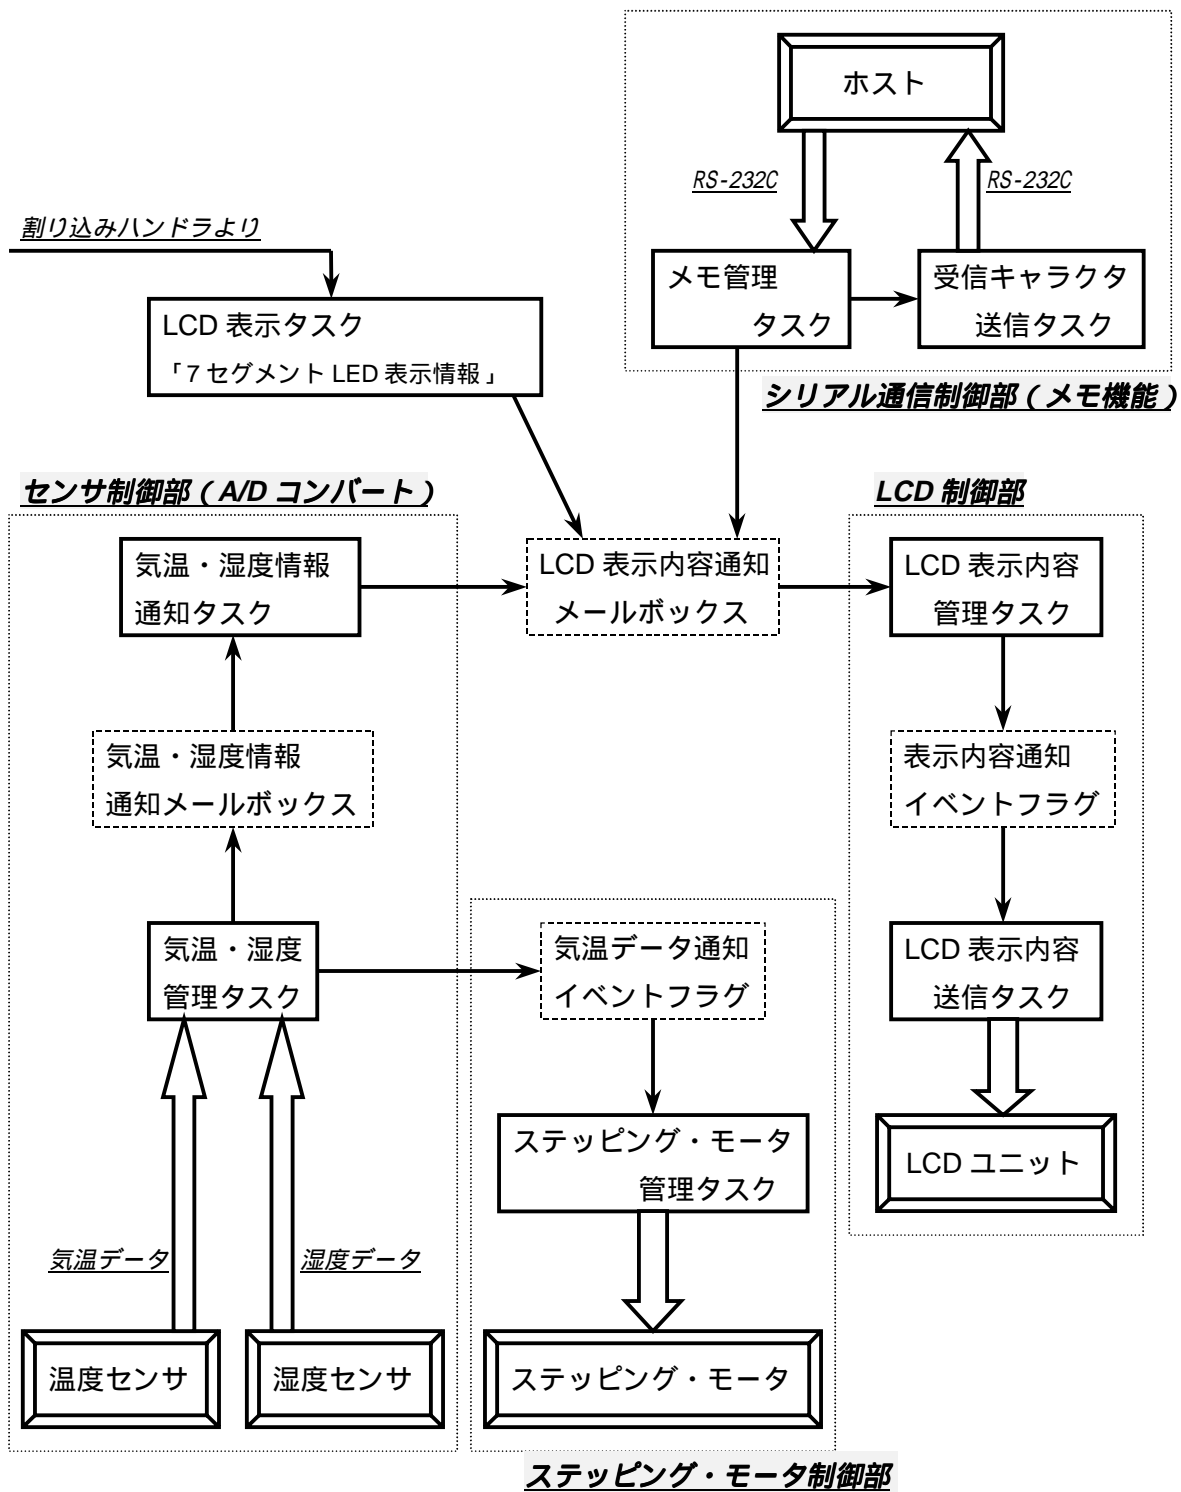 ホスト
RS-232C
RS-232C
割り込みハンドラより
メモ管理
タスク
受信キャラクタ
送信タスク
LCD 表示タスク
「7 セグメント LED 表示情報」
シリアル通信制御部(メモ機能)
センサ制御部(A/D コンバート)
LCD 制御部
気温・湿度情報
通知タスク
LCD 表示内容通知
メールボックス
LCD 表示内容
管理タスク
気温・湿度情報
通知メールボックス
表示内容通知
イベントフラグ
気温・湿度
管理タスク
気温データ通知
イベントフラグ
LCD 表示内容
送信タスク
ステッピング・モータ
管理タスク
LCD ユニット
気温データ
湿度データ
温度センサ
湿度センサ
ステッピング・モータ
ステッピング・モータ制御部